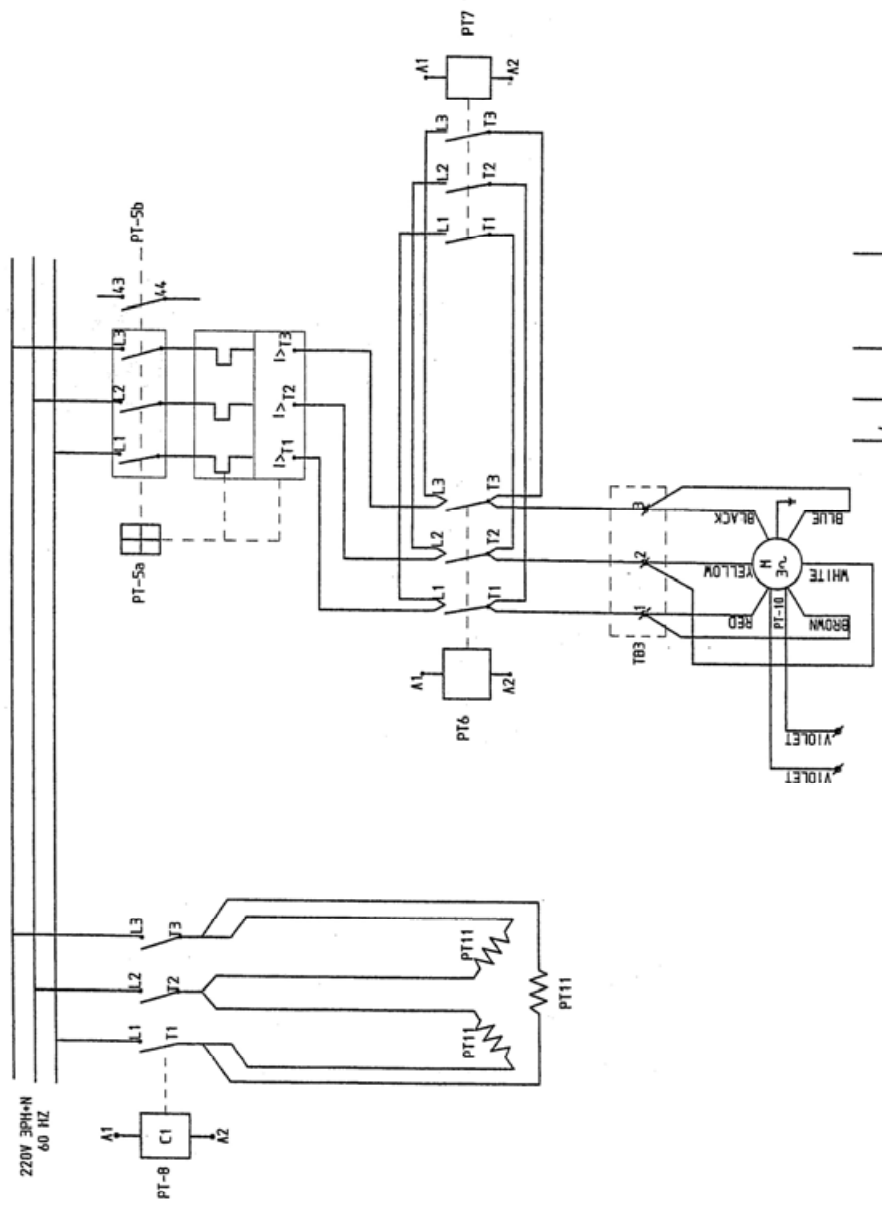 220V 3PH+N
60 HZ
A1
C1
A2
PT-8
L1
L2
L3
T1
T2
T3
PT11
PT11
PT11
PT-5a
L1
L2
L3
43
44
PT-5b
I>
I>
I>
T1
T2
T3
A1
A2
PT6
L1
L2
L3
T1
T2
T3
L1
L2
L3
T1
T2
T3
A1
A2
PT7
TB3
1
2
3
RED
YELLOW
BLACK
PT-10
M
3~
BROWN
WHITE
BLUE
VIOLET
VIOLET